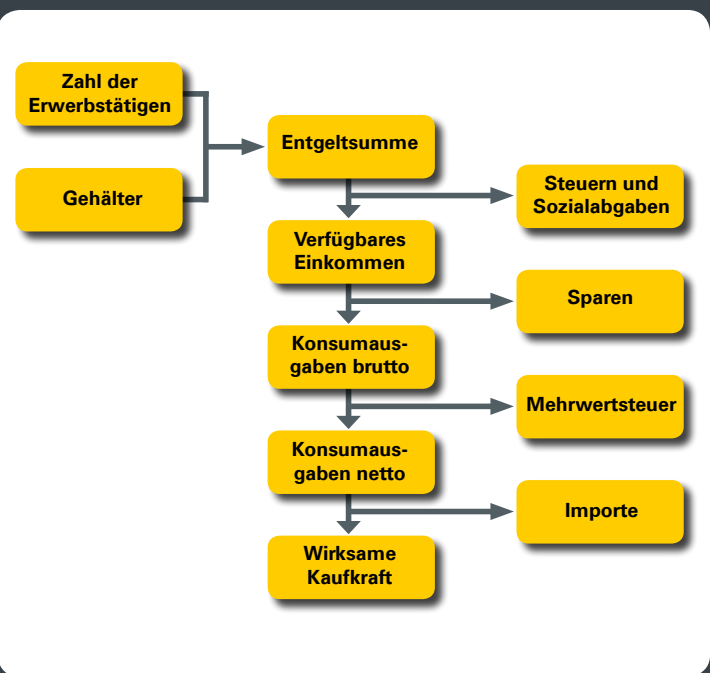 Zahl der
Erwerbstätigen
Gehälter
Entgeltsumme
Steuern und
Sozialabgaben
Verfügbares
Einkommen
Sparen
Konsumaus-
gaben brutto
Mehrwertsteuer
Konsumaus-
gaben netto
Importe
Wirksame
Kaufkraft